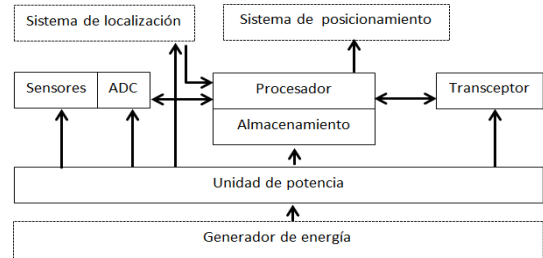 Sistema de localización
Sistema de posicionamiento
Sensores
ADC
Procesador
Transceptor
Almacenamiento
Unidad de potencia
Generador de energía